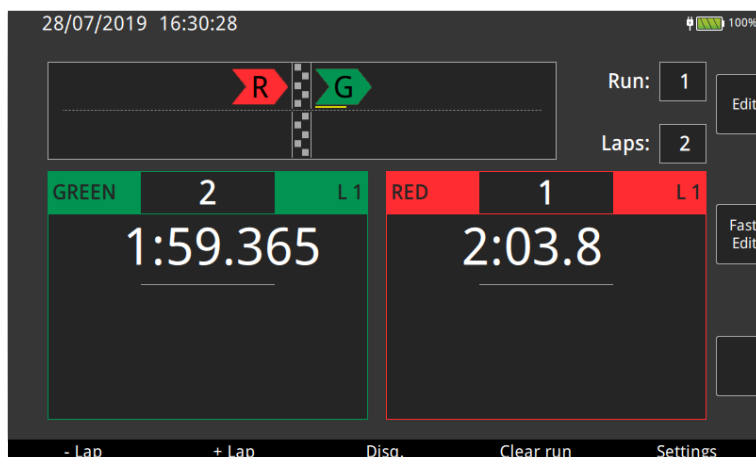 28/07/2019 16:30:28
100%
R
G
Run: 1
Edit
Laps: 2
GREEN 2 L 1
RED 1 L 1
1:59.365
2:03.8
Fast
Edit
- Lap
+ Lap
Disq.
Clear run
Settings